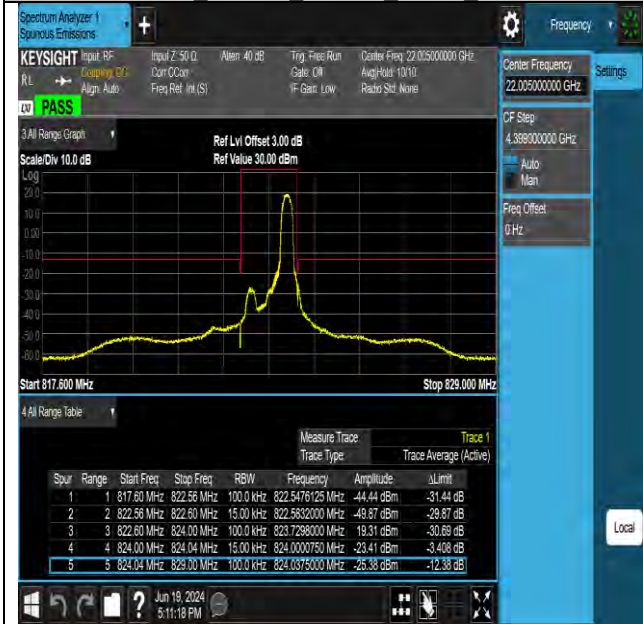 Spectrum Analyzer 1
Spurious Emissions
Frequency
KEYSIGHT Input: RF Input Z: 50 Ω Atten: 40 dB Trig: Free Run Center Freq: 22.005000000 GHz
RL Coupling: DC Corr CCorr Gate: Off Avg|Hold: 10/10
Align: Auto Freq Ref: Int (S) IF Gain: Low Radio Std: None
LXI PASS
3 All Range Graph
Ref Lvl Offset 3.00 dB
Scale/Div 10.0 dB Ref Value 30.00 dBm
Log
20.0
10.0
0.00
-10.0
-20.0
-30.0
-40.0
-50.0
-60.0
Start 817.600 MHz Stop 829.000 MHz
4 All Range Table
Measure Trace Trace 1
Trace Type: Trace Average (Active)
Spur Range Start Freq Stop Freq RBW Frequency Amplitude ΔLimit
1 1 817.60 MHz 822.56 MHz 100.0 kHz 822.5476125 MHz -44.44 dBm -31.44 dB
2 2 822.56 MHz 822.60 MHz 15.00 kHz 822.5832000 MHz -49.87 dBm -29.87 dB
3 3 822.60 MHz 824.00 MHz 100.0 kHz 823.7298000 MHz 19.31 dBm -30.69 dB
4 4 824.00 MHz 824.04 MHz 15.00 kHz 824.0000750 MHz -23.41 dBm -3.408 dB
5 5 824.04 MHz 829.00 MHz 100.0 kHz 824.0375000 MHz -25.38 dBm -12.38 dB
Center Frequency
22.005000000 GHz
Settings
CF Step
4.399000000 GHz
Auto
Man
Freq Offset
0 Hz
Local
Jun 19, 2024
5:11:18 PM